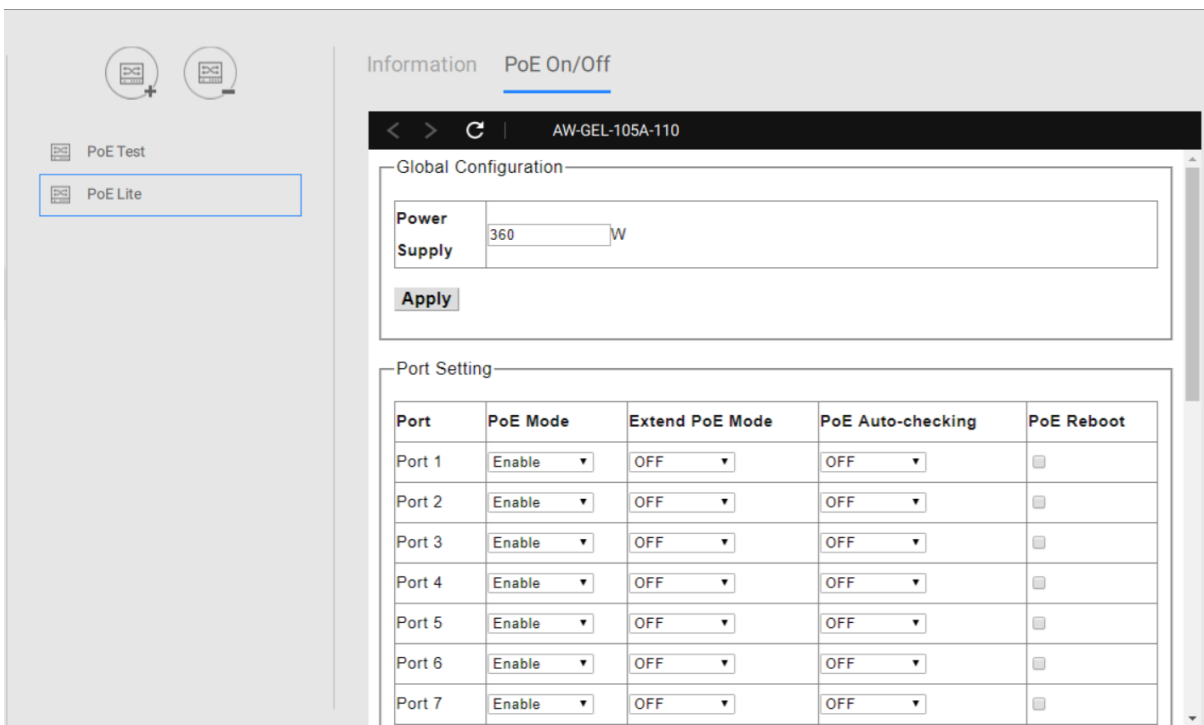 Information PoE On/Off
AW-GEL-105A-110
PoE Test
PoE Lite
Global Configuration
Power
Supply
360 W
Apply
Port Setting
Port PoE Mode Extend PoE Mode PoE Auto-checking PoE Reboot
Port 1 Enable OFF OFF
Port 2 Enable OFF OFF
Port 3 Enable OFF OFF
Port 4 Enable OFF OFF
Port 5 Enable OFF OFF
Port 6 Enable OFF OFF
Port 7 Enable OFF OFF